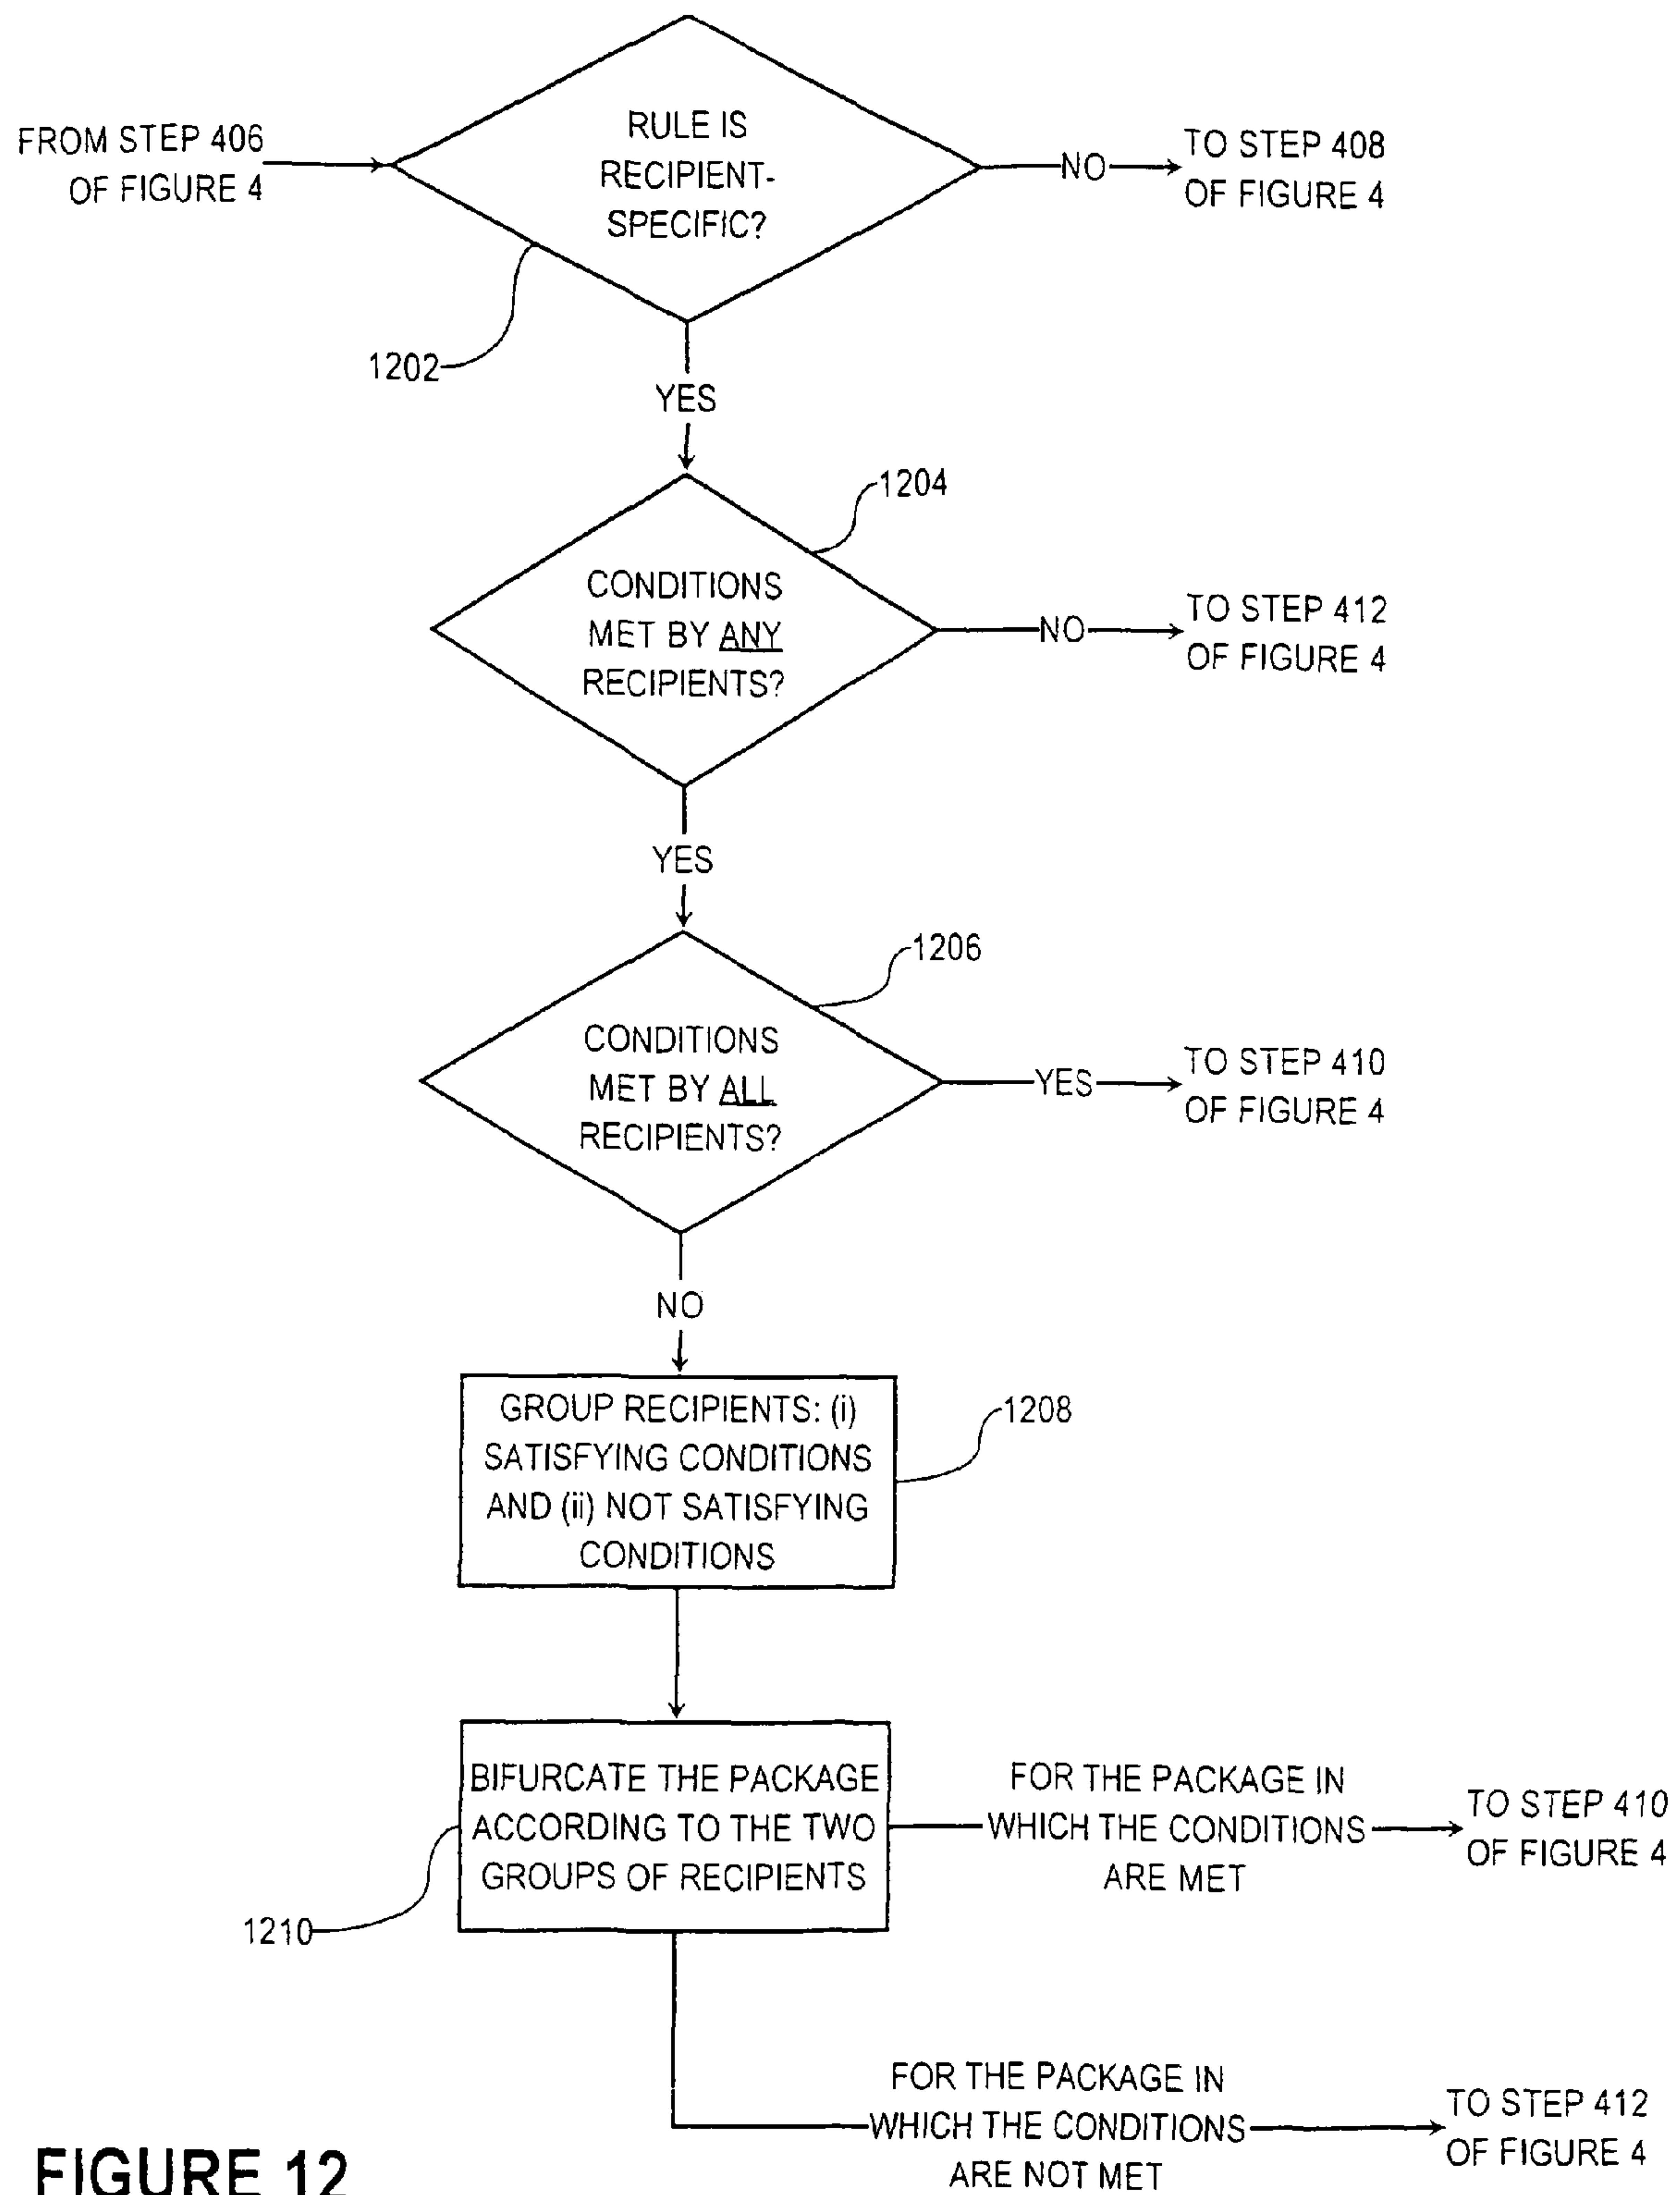 RULE IS
RECIPIENT-
SPECIFIC?
FROM STEP 406
OF FIGURE 4
NO
TO STEP 408
OF FIGURE 4
1202
YES
1204
CONDITIONS
MET BY ANY
RECIPIENTS?
NO
TO STEP 412
OF FIGURE 4
YES
1206
CONDITIONS
MET BY ALL
RECIPIENTS?
YES
TO STEP 410
OF FIGURE 4
NO
GROUP RECIPIENTS: (i)
SATISFYING CONDITIONS
AND (ii) NOT SATISFYING
CONDITIONS
1208
BIFURCATE THE PACKAGE
ACCORDING TO THE TWO
GROUPS OF RECIPIENTS
1210
FOR THE PACKAGE IN
WHICH THE CONDITIONS
ARE MET
TO STEP 410
OF FIGURE 4
FOR THE PACKAGE IN
WHICH THE CONDITIONS
ARE NOT MET
TO STEP 412
OF FIGURE 4
FIGURE 12